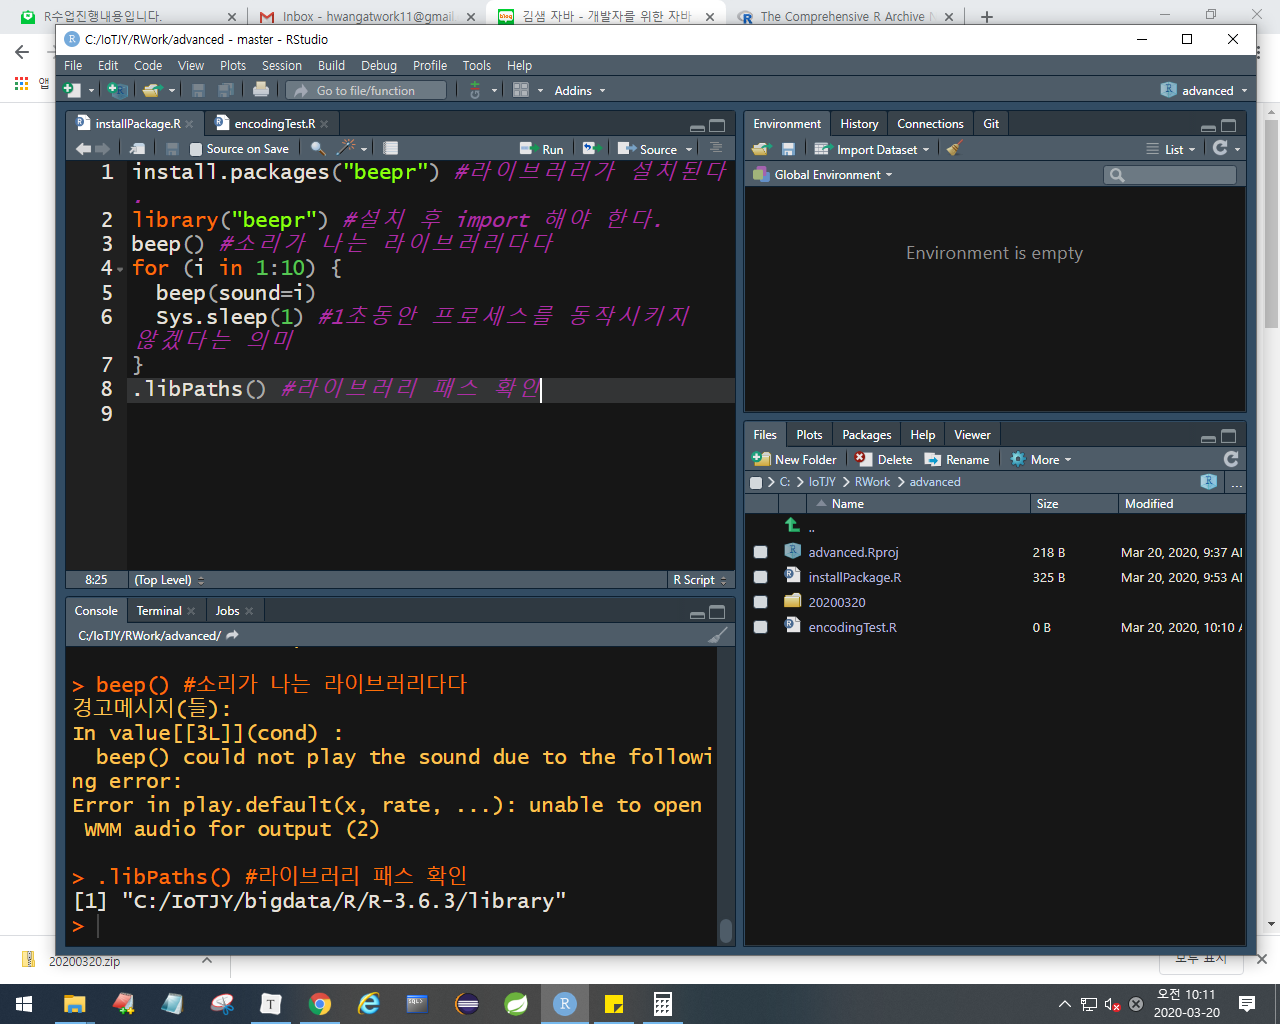 R수업진행내용입니다.
Inbox - hwangatwork11@gmail.
김샘 자바 - 개발자를 위한 자바
The Comprehensive R Archive N
앱
C:/IoTJY/RWork/advanced - master - RStudio
File Edit Code View Plots Session Build Debug Profile Tools Help
Go to file/function
Addins
advanced
installPackage.R
encodingTest.R
Source on Save
Run
Source
1 install.packages("beepr") #라이브러리가 설치된다
.
2 library("beepr") #설치 후 import 해야 한다.
3 beep() #소리가 나는 라이브러리다다
4 for (i in 1:10) {
5 beep(sound=i)
6 Sys.sleep(1) #1초동안 프로세스를 동작시키지
않겠다는 의미
7 }
8 .libPaths() #라이브러리 패스 확인
9
8:25 (Top Level)
R Script
Console Terminal Jobs
C:/IoTJY/RWork/advanced/
> beep() #소리가 나는 라이브러리다다
경고메시지(들):
In value[[3L]](cond) :
beep() could not play the sound due to the followi
ng error:
Error in play.default(x, rate, ...): unable to open
WMM audio for output (2)
> .libPaths() #라이브러리 패스 확인
[1] "C:/IoTJY/bigdata/R/R-3.6.3/library"
>
Environment History Connections Git
Import Dataset
List
Global Environment
Environment is empty
Files Plots Packages Help Viewer
New Folder Delete Rename More
C: > IoTJY > RWork > advanced
...
Name Size Modified
..
advanced.Rproj 218 B Mar 20, 2020, 9:37 AM
installPackage.R 325 B Mar 20, 2020, 9:53 AM
20200320
encodingTest.R 0 B Mar 20, 2020, 10:10 A
20200320.zip
모두 표시
오전 10:11
2020-03-20